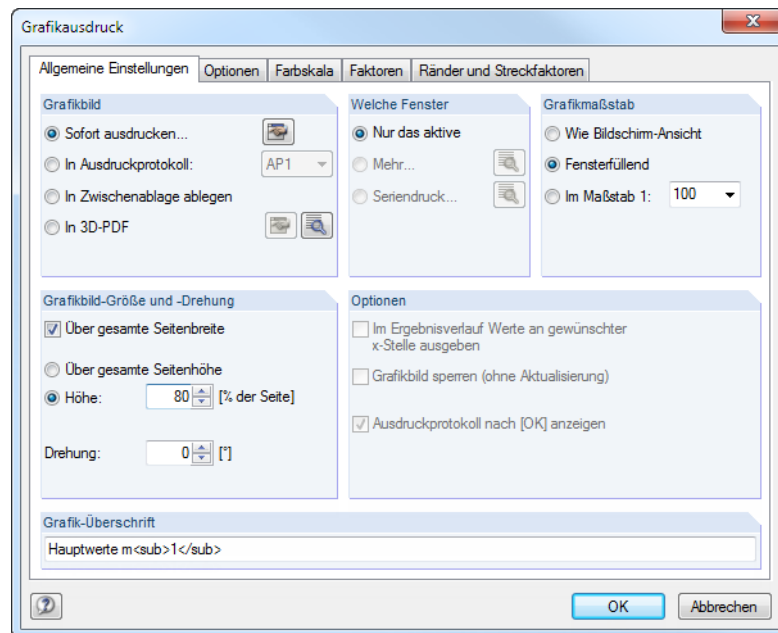 Grafikausdruck
Allgemeine Einstellungen
Optionen
Farbskala
Faktoren
Ränder und Streckfaktoren
Grafikbild
Sofort ausdrucken...
In Ausdruckprotokoll:
AP1
In Zwischenablage ablegen
In 3D-PDF
Welche Fenster
Nur das aktive
Mehr...
Seriendruck...
Grafikmaßstab
Wie Bildschirm-Ansicht
Fensterfüllend
Im Maßstab 1:
100
Grafikbild-Größe und -Drehung
Über gesamte Seitenbreite
Über gesamte Seitenhöhe
Höhe:
80
[% der Seite]
Drehung:
0
[°]
Optionen
Im Ergebnisverlauf Werte an gewünschter
x-Stelle ausgeben
Grafikbild sperren (ohne Aktualisierung)
Ausdruckprotokoll nach [OK] anzeigen
Grafik-Überschrift
Hauptwerte m<sub>1</sub>
OK
Abbrechen